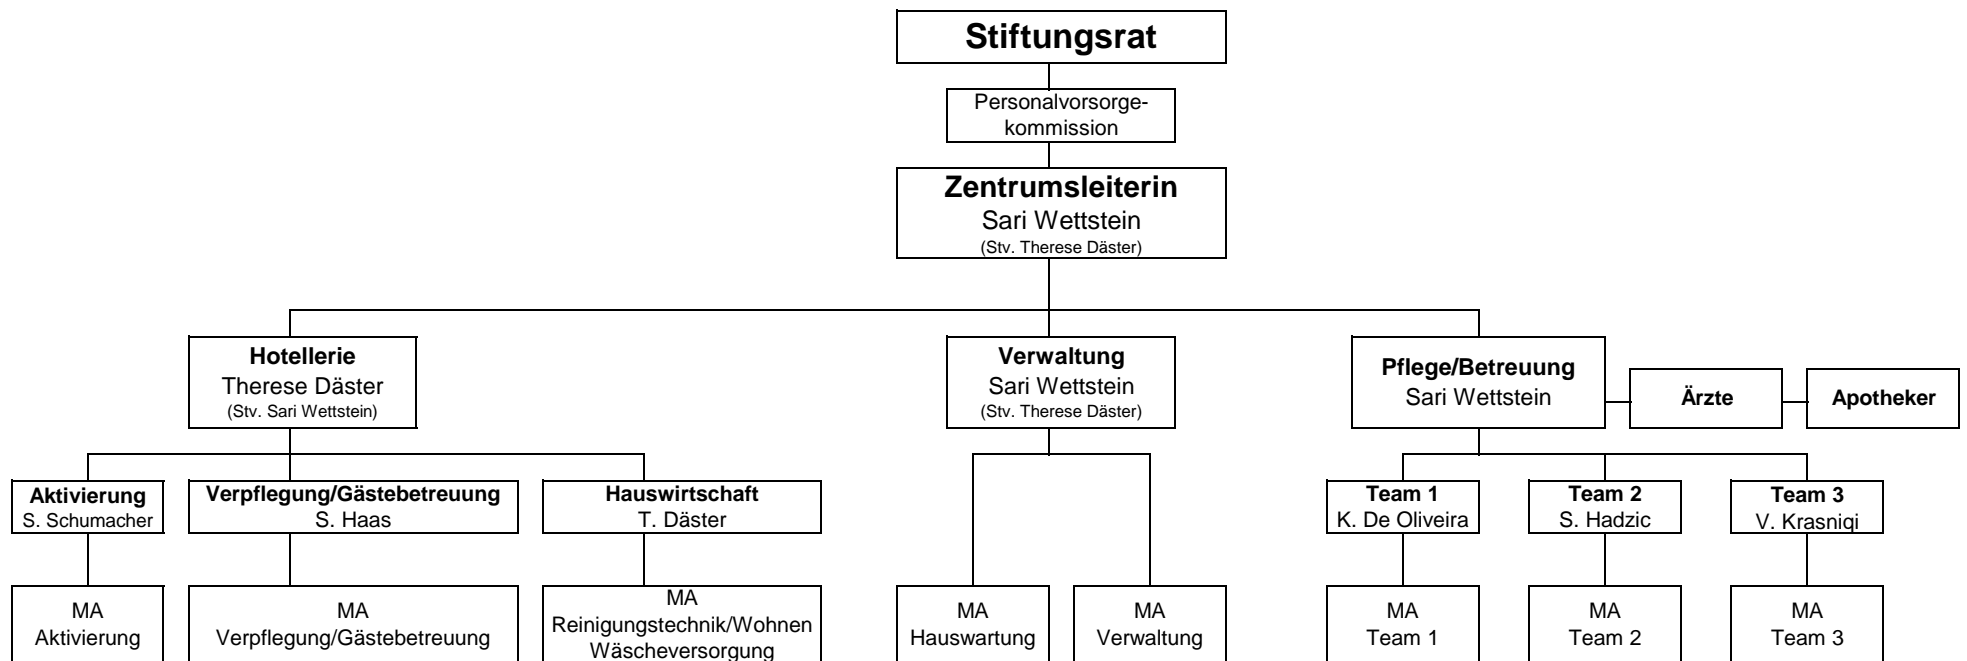 Stiftungsrat
Personalvorsorge-
kommission
Zentrumsleiterin
Sari Wettstein
(Stv. Therese Däster)
Hotellerie
Therese Däster
(Stv. Sari Wettstein)
Verwaltung
Sari Wettstein
(Stv. Therese Däster)
Pflege/Betreuung
Sari Wettstein
Ärzte
Apotheker
Aktivierung
S. Schumacher
Verpflegung/Gästebetreuung
S. Haas
Hauswirtschaft
T. Däster
Team 1
K. De Oliveira
Team 2
S. Hadzic
Team 3
V. Krasniqi
MA
Aktivierung
MA
Verpflegung/Gästebetreuung
MA
Reinigungstechnik/Wohnen
Wäscheversorgung
MA
Hauswartung
MA
Verwaltung
MA
Team 1
MA
Team 2
MA
Team 3